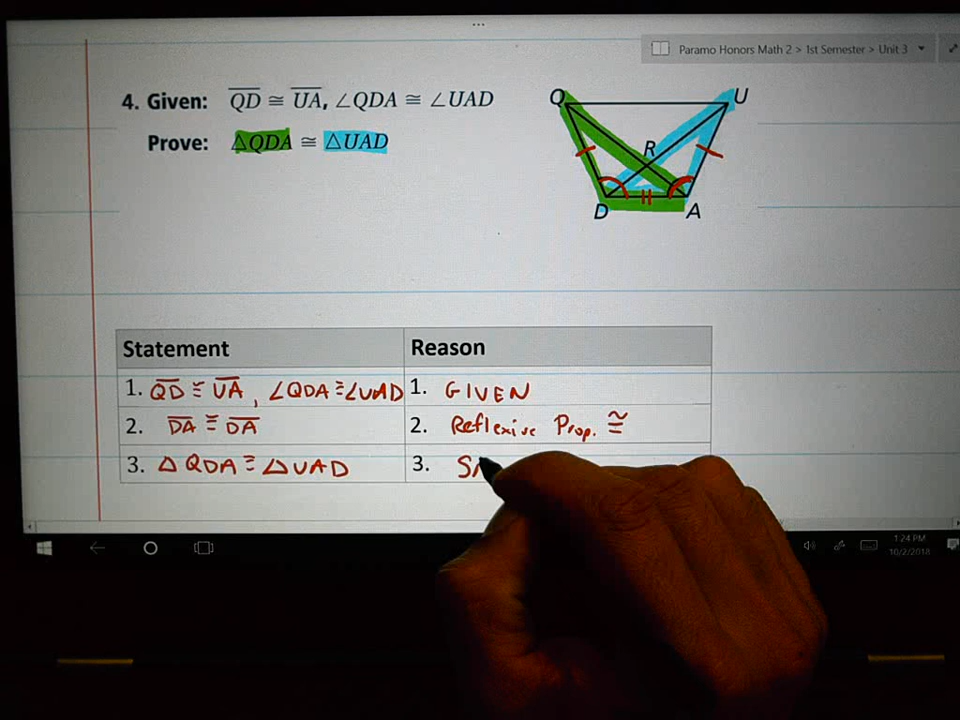 Paramo Honors Math 2 > 1st Semester > Unit 3
4. Given: QD ≅ UA, ∠QDA ≅ ∠UAD
Prove: △QDA ≅ △UAD
Q U
R
D A
Statement Reason
1. QD ≅ UA, ∠QDA ≅ ∠UAD 1. GIVEN
2. DA ≅ DA 2. Reflexive Prop. ≅
3. △QDA ≅ △UAD 3. SA
1:24 PM
10/2/2018